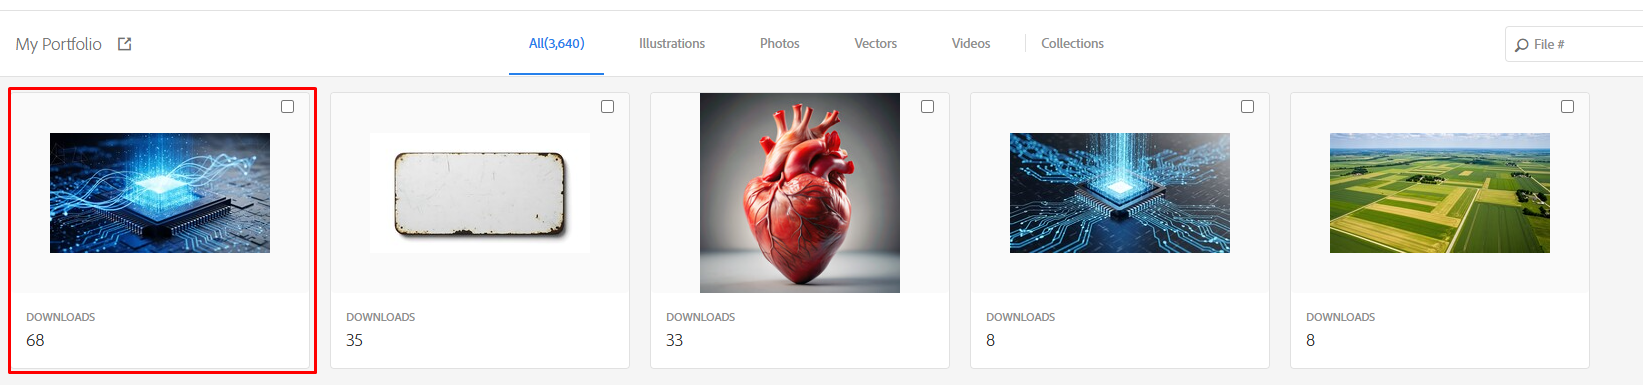 My Portfolio
All(3,640)
Illustrations
Photos
Vectors
Videos
Collections
File #
DOWNLOADS
68
DOWNLOADS
35
DOWNLOADS
33
DOWNLOADS
8
DOWNLOADS
8